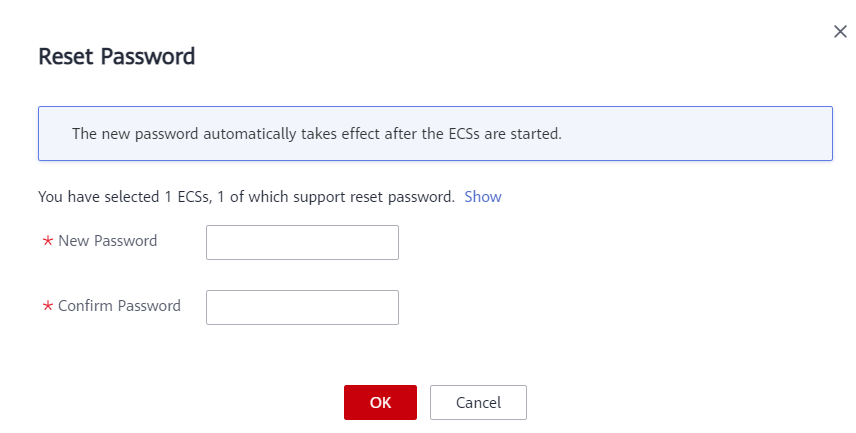 Reset Password
The new password automatically takes effect after the ECSs are started.
You have selected 1 ECSs, 1 of which support reset password. Show
* New Password
* Confirm Password
OK Cancel